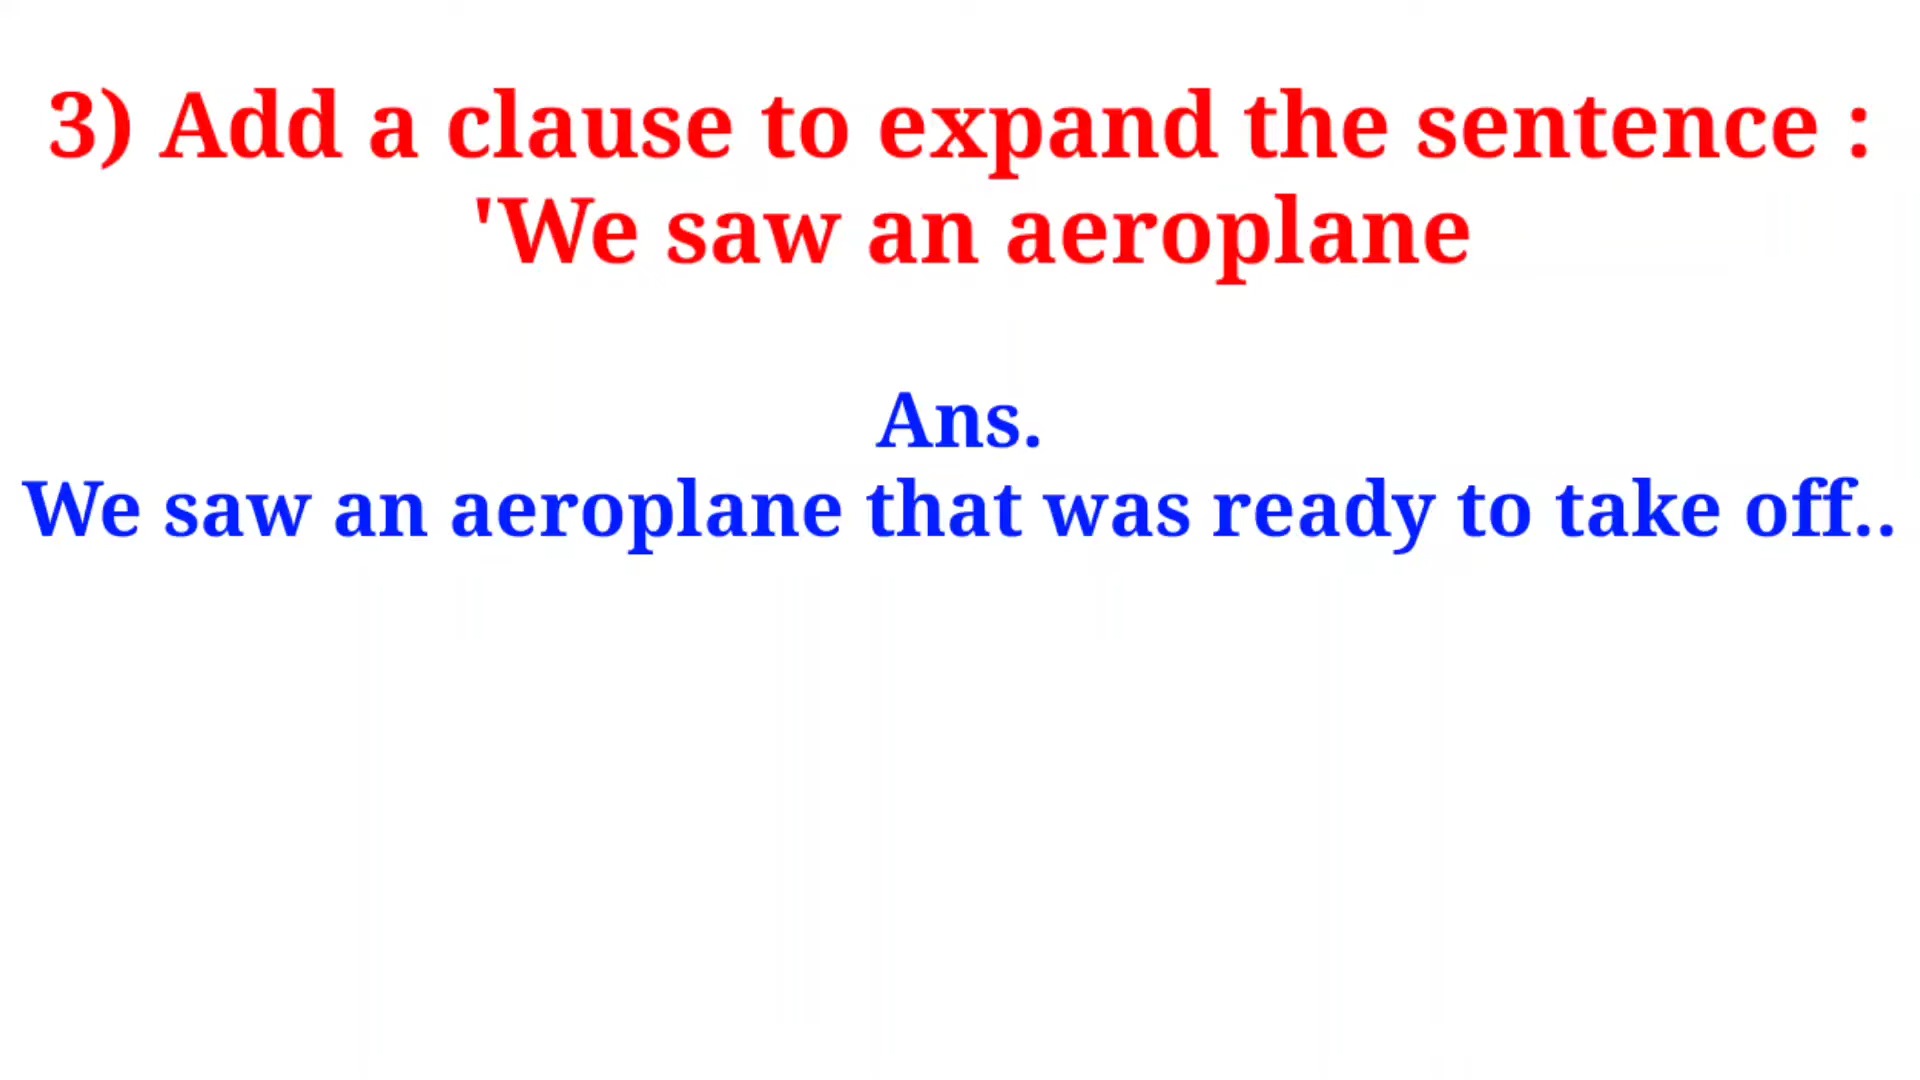 3) Add a clause to expand the sentence :
'We saw an aeroplane
Ans.
We saw an aeroplane that was ready to take off..